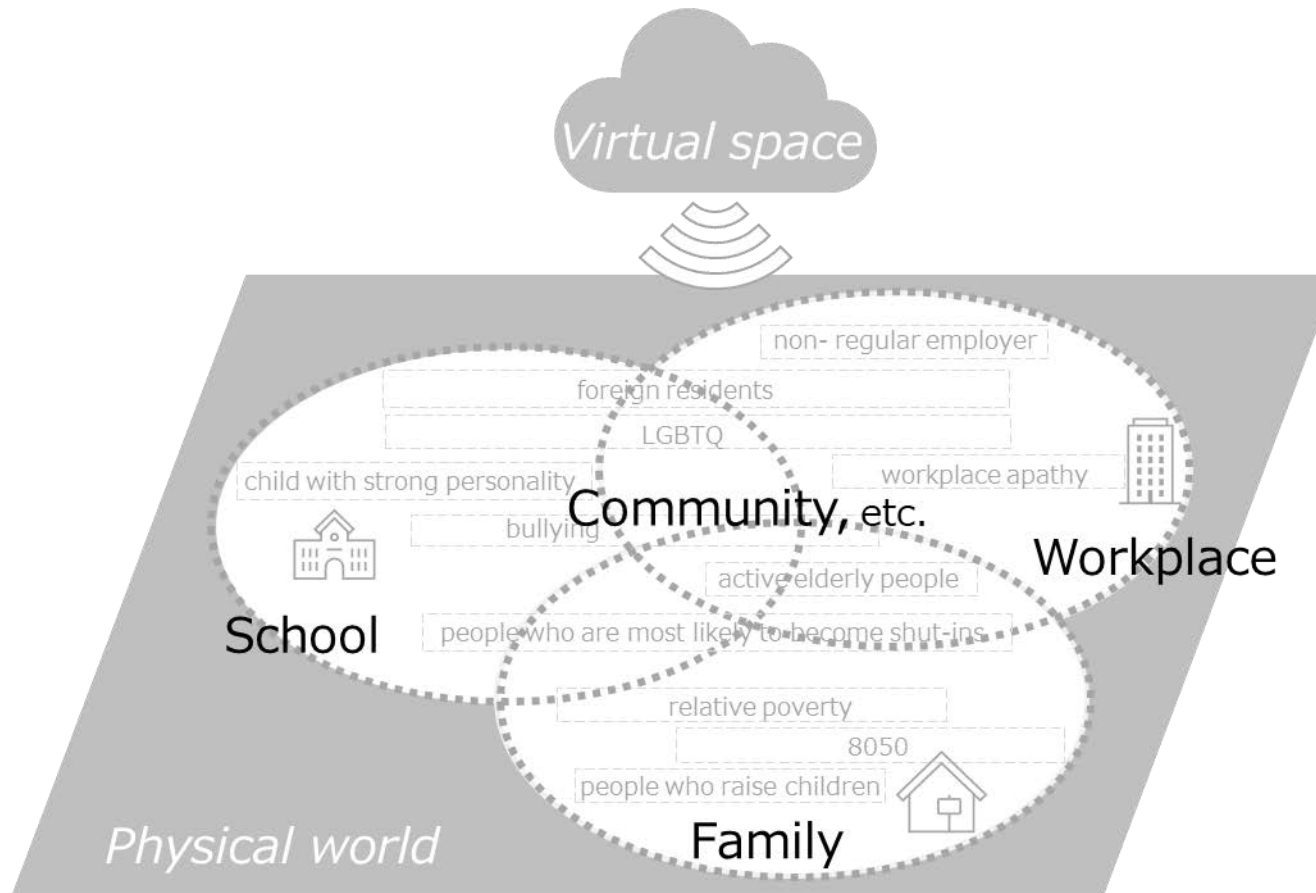 Virtual space
non- regular employer
foreign residents
LGBTQ
child with strong personality
workplace apathy
Community, etc.
bullying
Workplace
active elderly people
School
people who are most likely to become shut-ins
relative poverty
8050
people who raise children
Family
Physical world